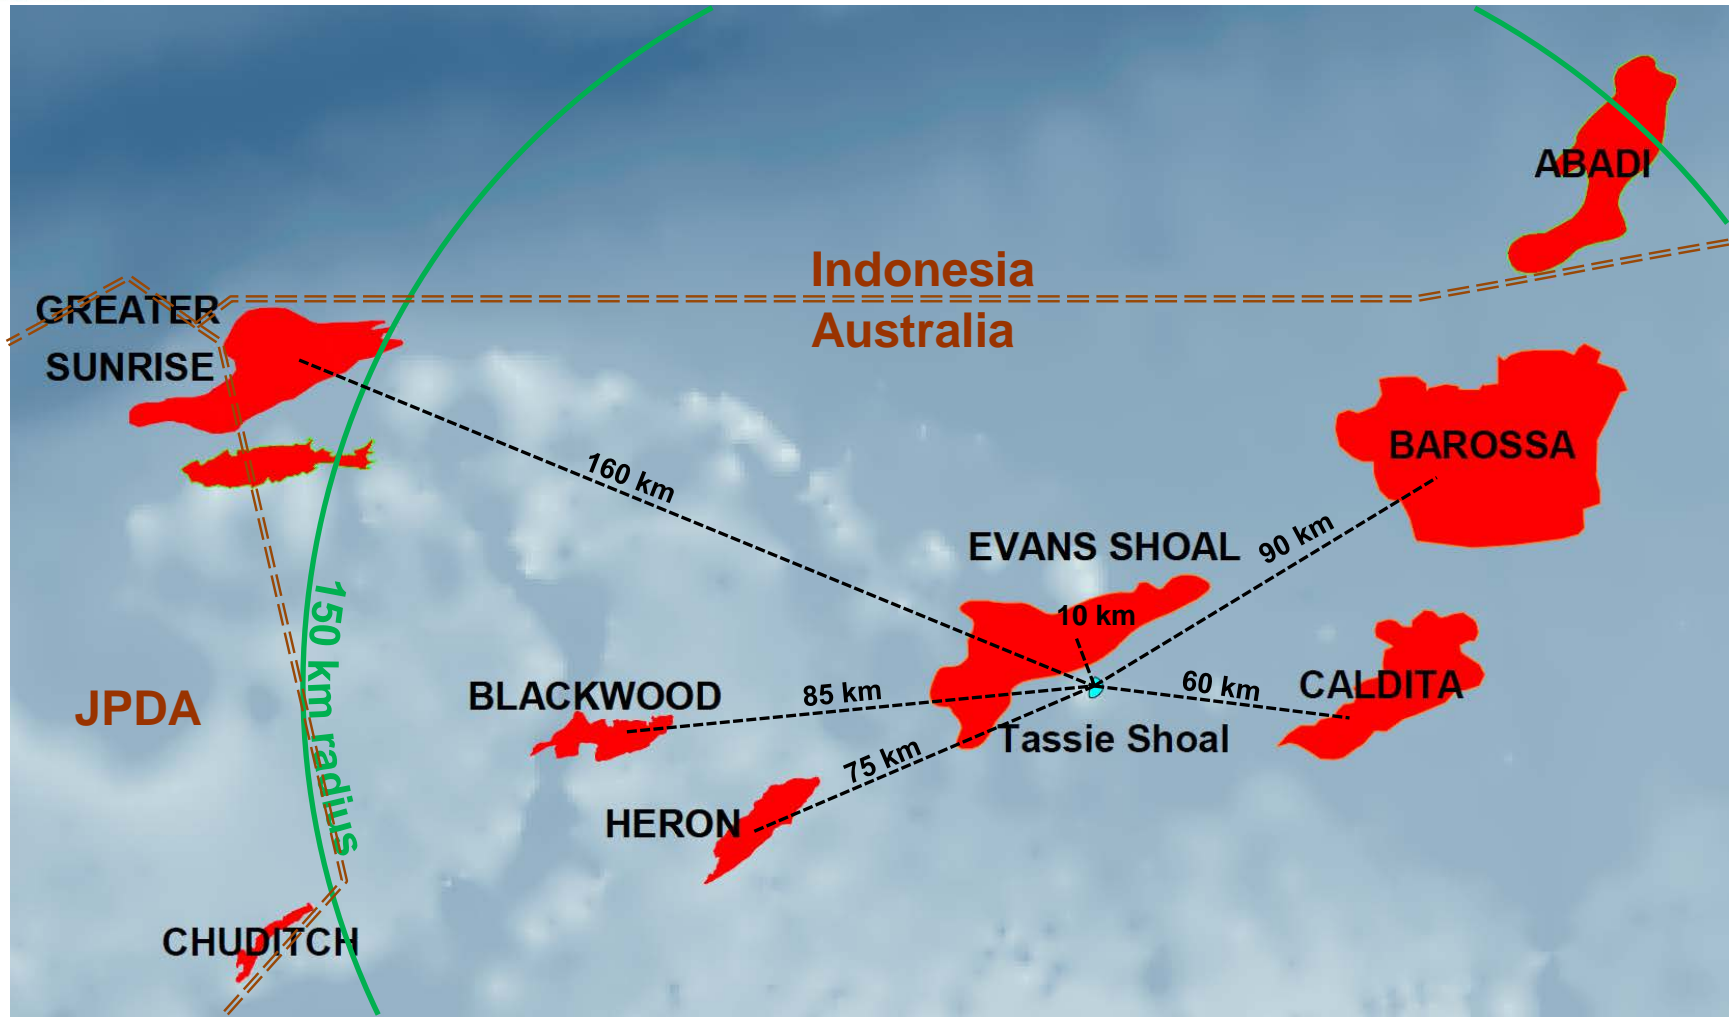 ABADI
Indonesia
Australia
GREATER
SUNRISE
BAROSSA
160 km
90 km
EVANS SHOAL
10 km
150 km radius
JPDA
BLACKWOOD
85 km
60 km
CALDITA
Tassie Shoal
75 km
HERON
CHUDITCH